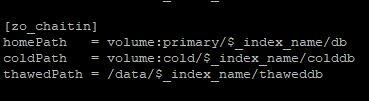 [zo_chaitin]
homePath   = volume:primary/$_index_name/db
coldPath   = volume:cold/$_index_name/colddb
thawedPath = /data/$_index_name/thaweddb